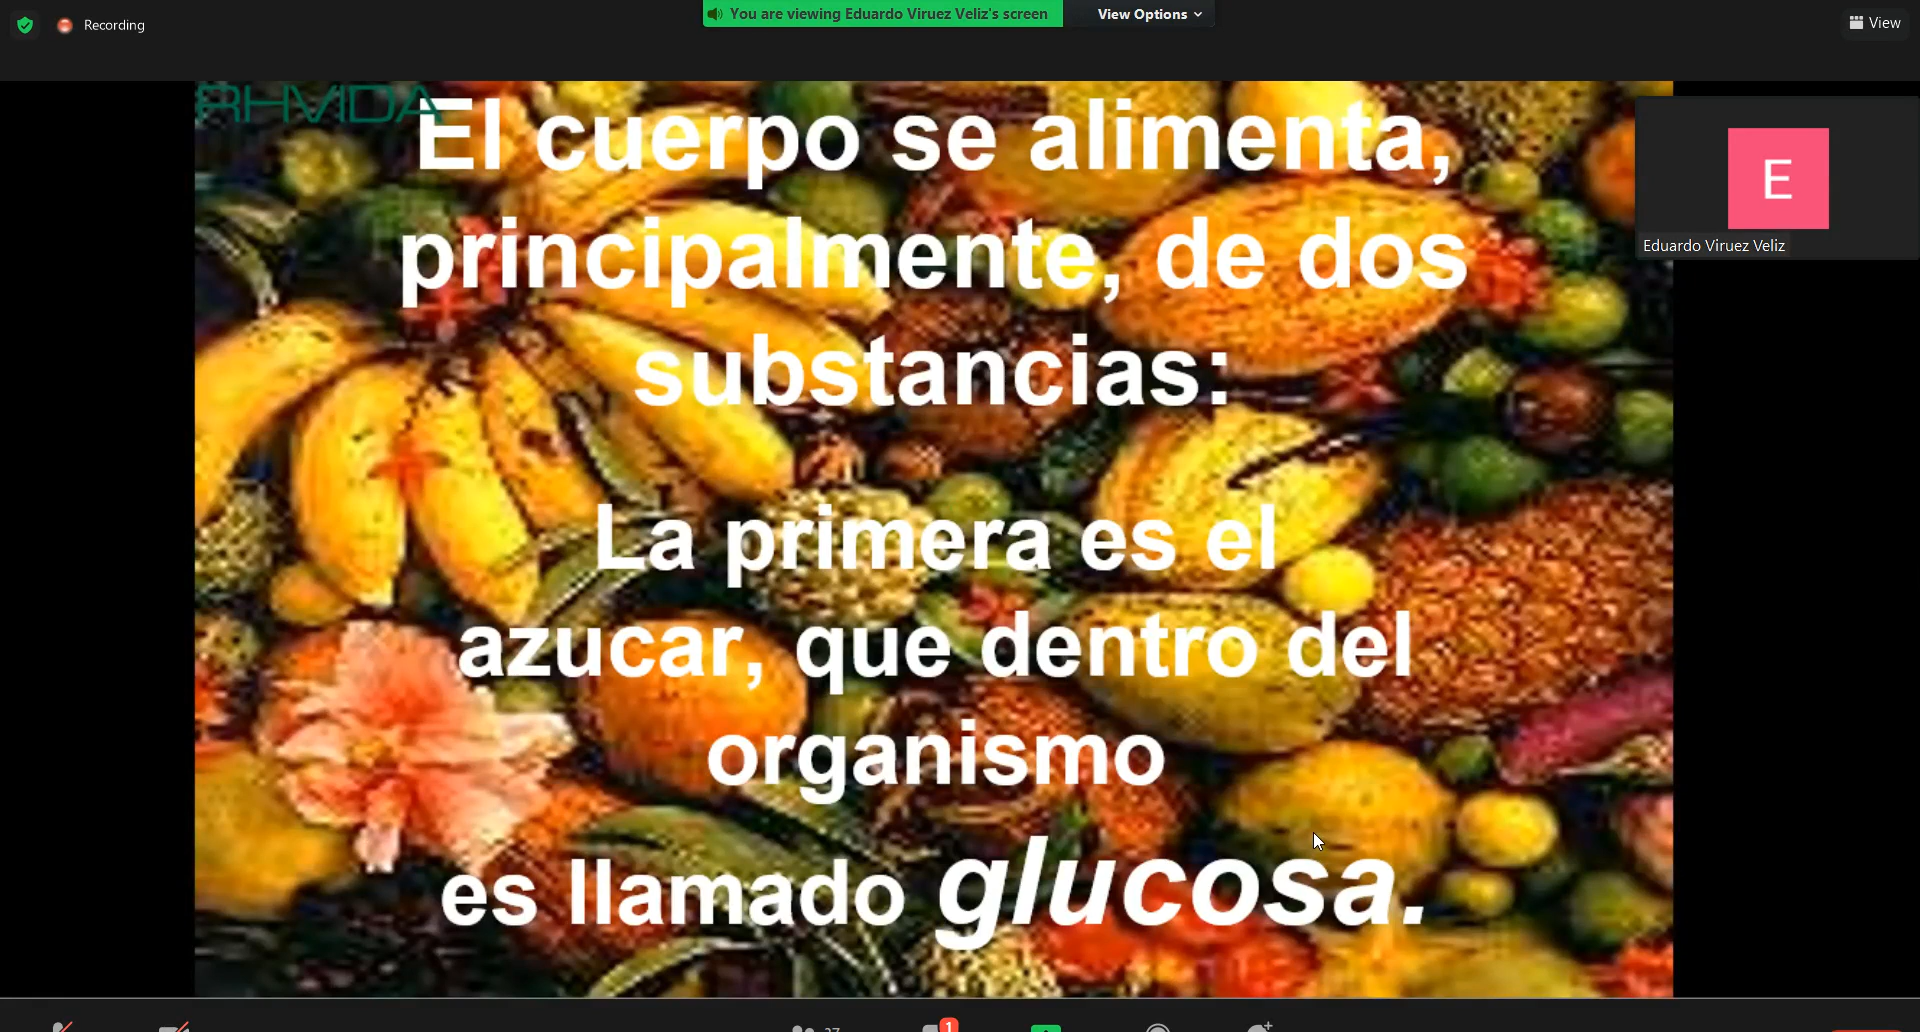 Recording
You are viewing Eduardo Viruez Veliz's screen
View Options
View
RHVIDA
El cuerpo se alimenta,
principalmente, de dos
substancias:
La primera es el
azucar, que dentro del
organismo
es llamado glucosa.
E
Eduardo Viruez Veliz
1